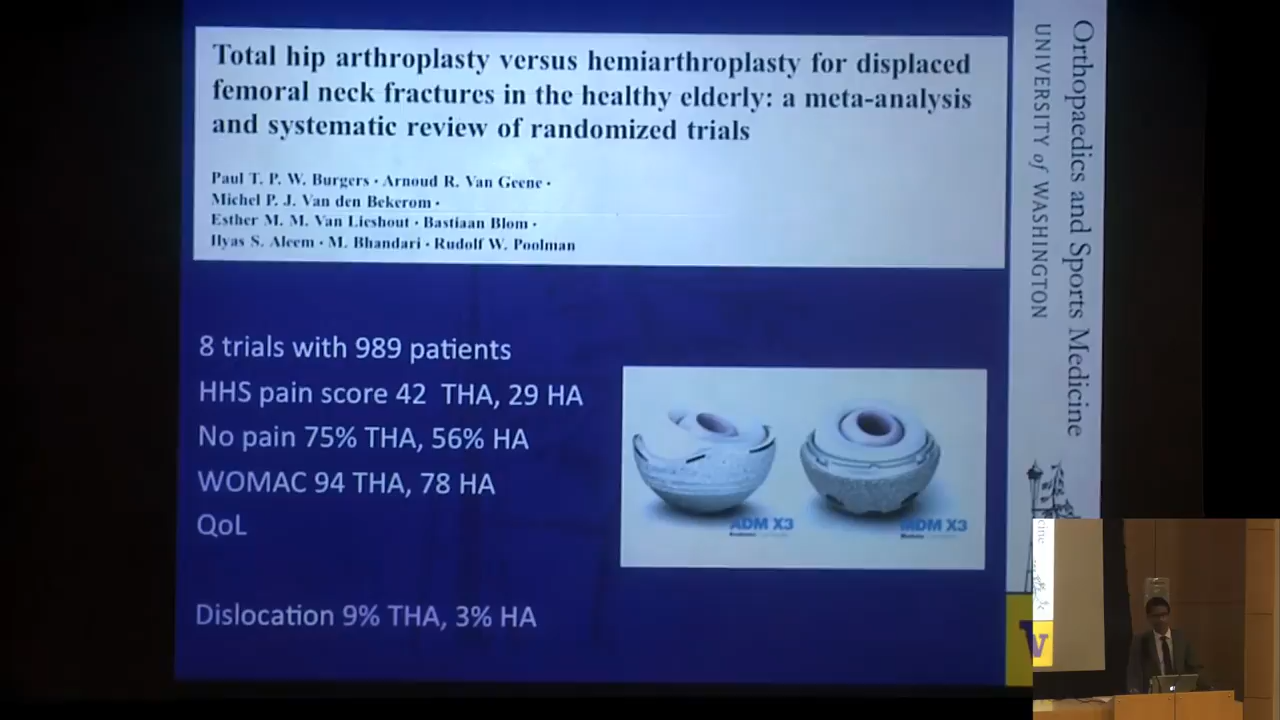 Total hip arthroplasty versus hemiarthroplasty for displaced
femoral neck fractures in the healthy elderly: a meta-analysis
and systematic review of randomized trials
Paul T. P. W. Burgers · Arnoud R. Van Geene ·
Michel P. J. Van den Bekerom ·
Esther M. M. Van Lieshout · Bastiaan Blom ·
Ilyas S. Aleem · M. Bhandari · Rudolf W. Poolman
8 trials with 989 patients
HHS pain score 42 THA, 29 HA
No pain 75% THA, 56% HA
WOMAC 94 THA, 78 HA
QoL
Dislocation 9% THA, 3% HA
ADM X3
MDM X3
Orthopaedics and Sports Medicine
UNIVERSITY of WASHINGTON
W
cine